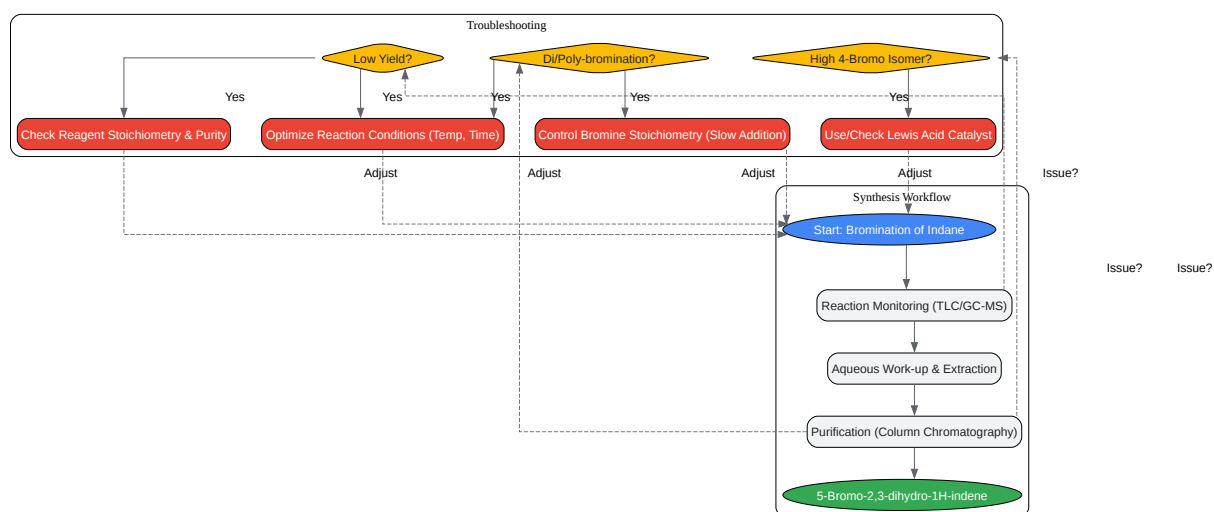 Troubleshooting
Low Yield?
Di/Poly-bromination?
High 4-Bromo Isomer?
Yes
Yes
Yes
Yes
Yes
Check Reagent Stoichiometry & Purity
Optimize Reaction Conditions (Temp, Time)
Control Bromine Stoichiometry (Slow Addition)
Use/Check Lewis Acid Catalyst
Adjust
Adjust
Adjust
Adjust
Issue?
Synthesis Workflow
Start: Bromination of Indane
Issue?
Issue?
Reaction Monitoring (TLC/GC-MS)
Aqueous Work-up & Extraction
Purification (Column Chromatography)
5-Bromo-2,3-dihydro-1H-indene